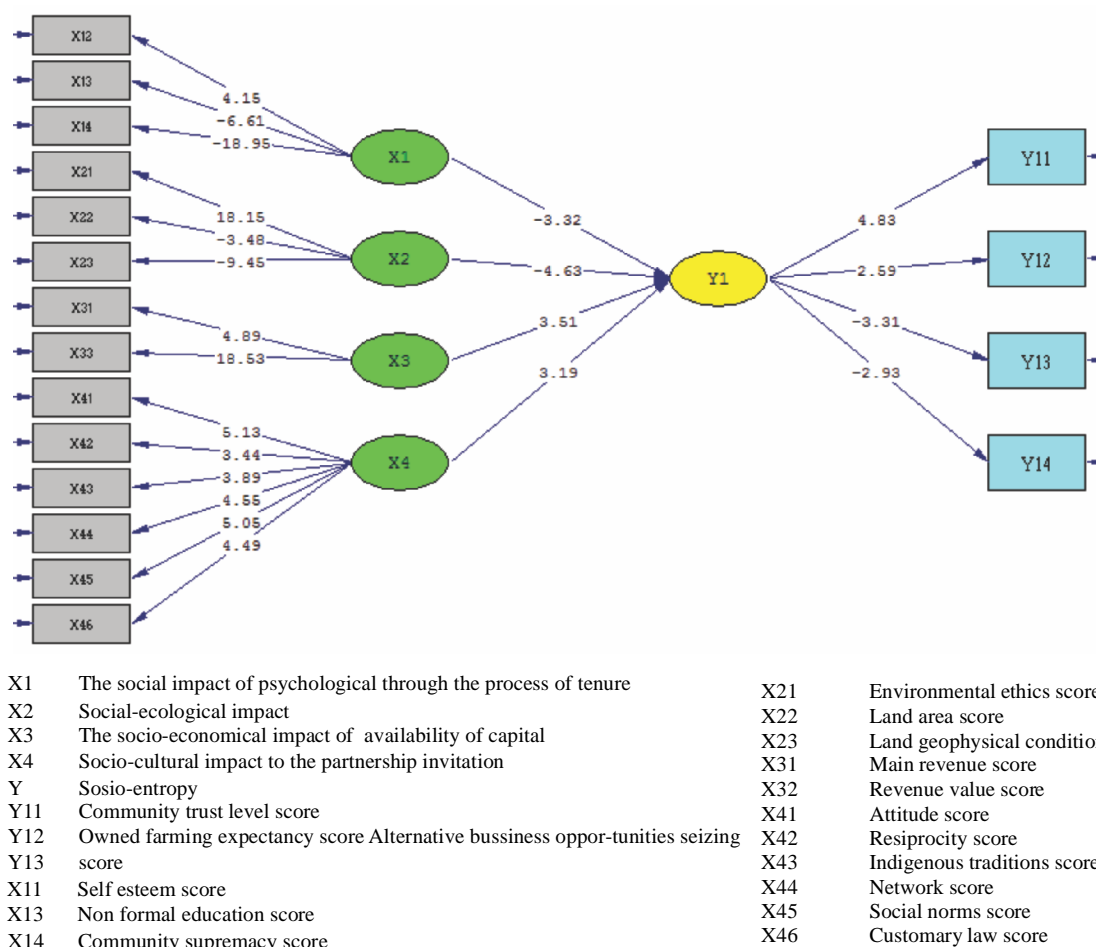 X12
X13
X14
X21
X22
X23
X31
X33
X41
X42
X43
X44
X45
X46
4.15
-6.61
-18.95
18.15
-3.48
-9.45
4.89
18.53
5.13
3.44
3.89
4.55
5.05
4.49
X1
X2
X3
X4
-3.32
-4.63
3.51
3.19
Y1
4.83
2.59
-3.31
-2.93
Y11
Y12
Y13
Y14
X1 The social impact of psychological through the process of tenure
X2 Social-ecological impact
X3 The socio-economical impact of availability of capital
X4 Socio-cultural impact to the partnership invitation
Y Sosio-entropy
Y11 Community trust level score
Y12 Owned farming expectancy score Alternative bussiness oppor-tunities seizing
Y13 score
X11 Self esteem score
X13 Non formal education score
X14 Community supremacy score
X21 Environmental ethics score
X22 Land area score
X23 Land geophysical condition
X31 Main revenue score
X32 Revenue value score
X41 Attitude score
X42 Resiprocity score
X43 Indigenous traditions score
X44 Network score
X45 Social norms score
X46 Customary law score